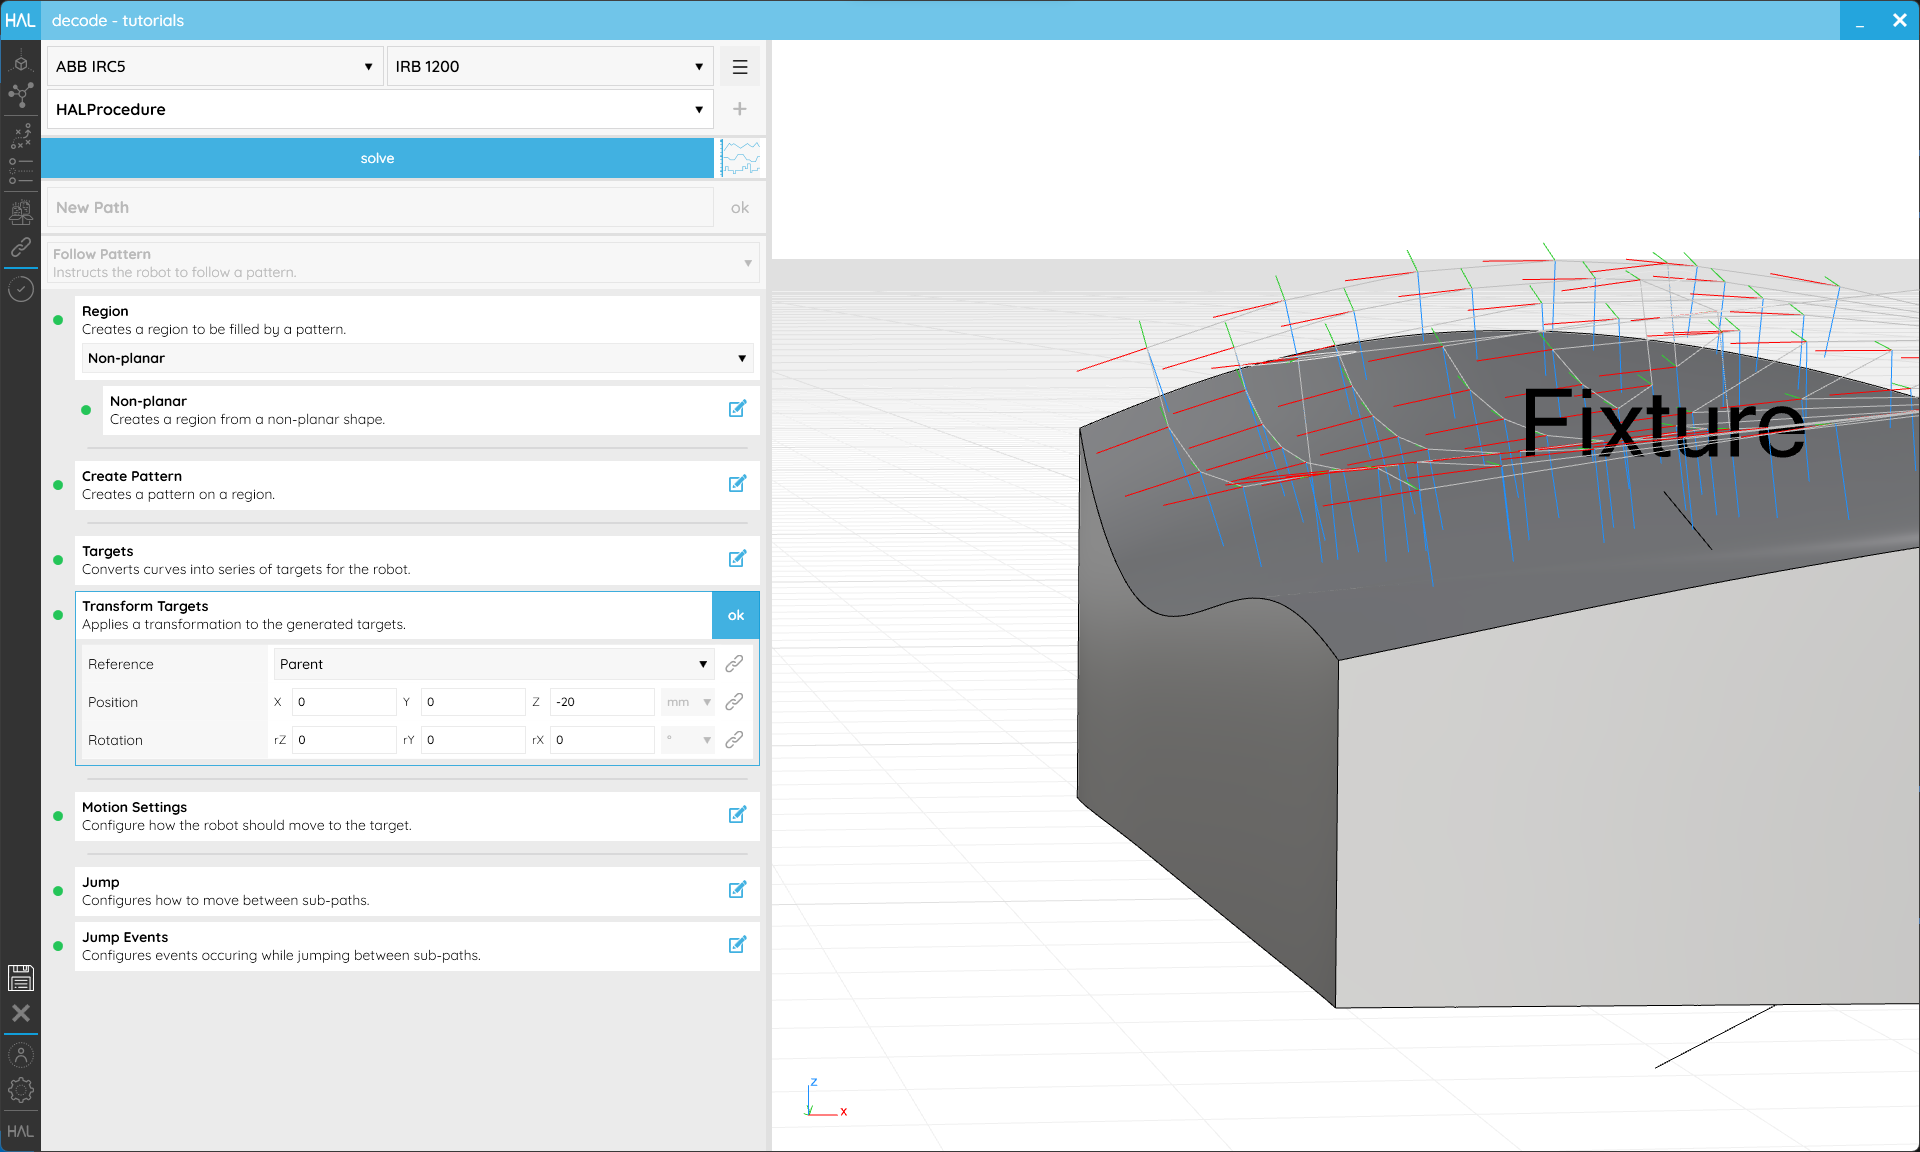 HAL decode - tutorials
ABB IRC5 IRB 1200
HALProcedure
solve
New Path ok
Follow Pattern
Instructs the robot to follow a pattern.
Region
Creates a region to be filled by a pattern.
Non-planar
Non-planar
Creates a region from a non-planar shape.
Create Pattern
Creates a pattern on a region.
Targets
Converts curves into series of targets for the robot.
Transform Targets
Applies a transformation to the generated targets.
ok
Reference Parent
Position X 0 Y 0 Z -20 mm
Rotation rZ 0 rY 0 rX 0 °
Motion Settings
Configure how the robot should move to the target.
Jump
Configures how to move between sub-paths.
Jump Events
Configures events occuring while jumping between sub-paths.
HAL
Fixture
z
y
x